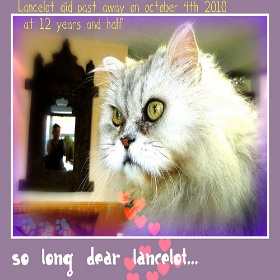 Lancelot did past away on october 4th 2010
at 12 years and half
so long dear lancelot...